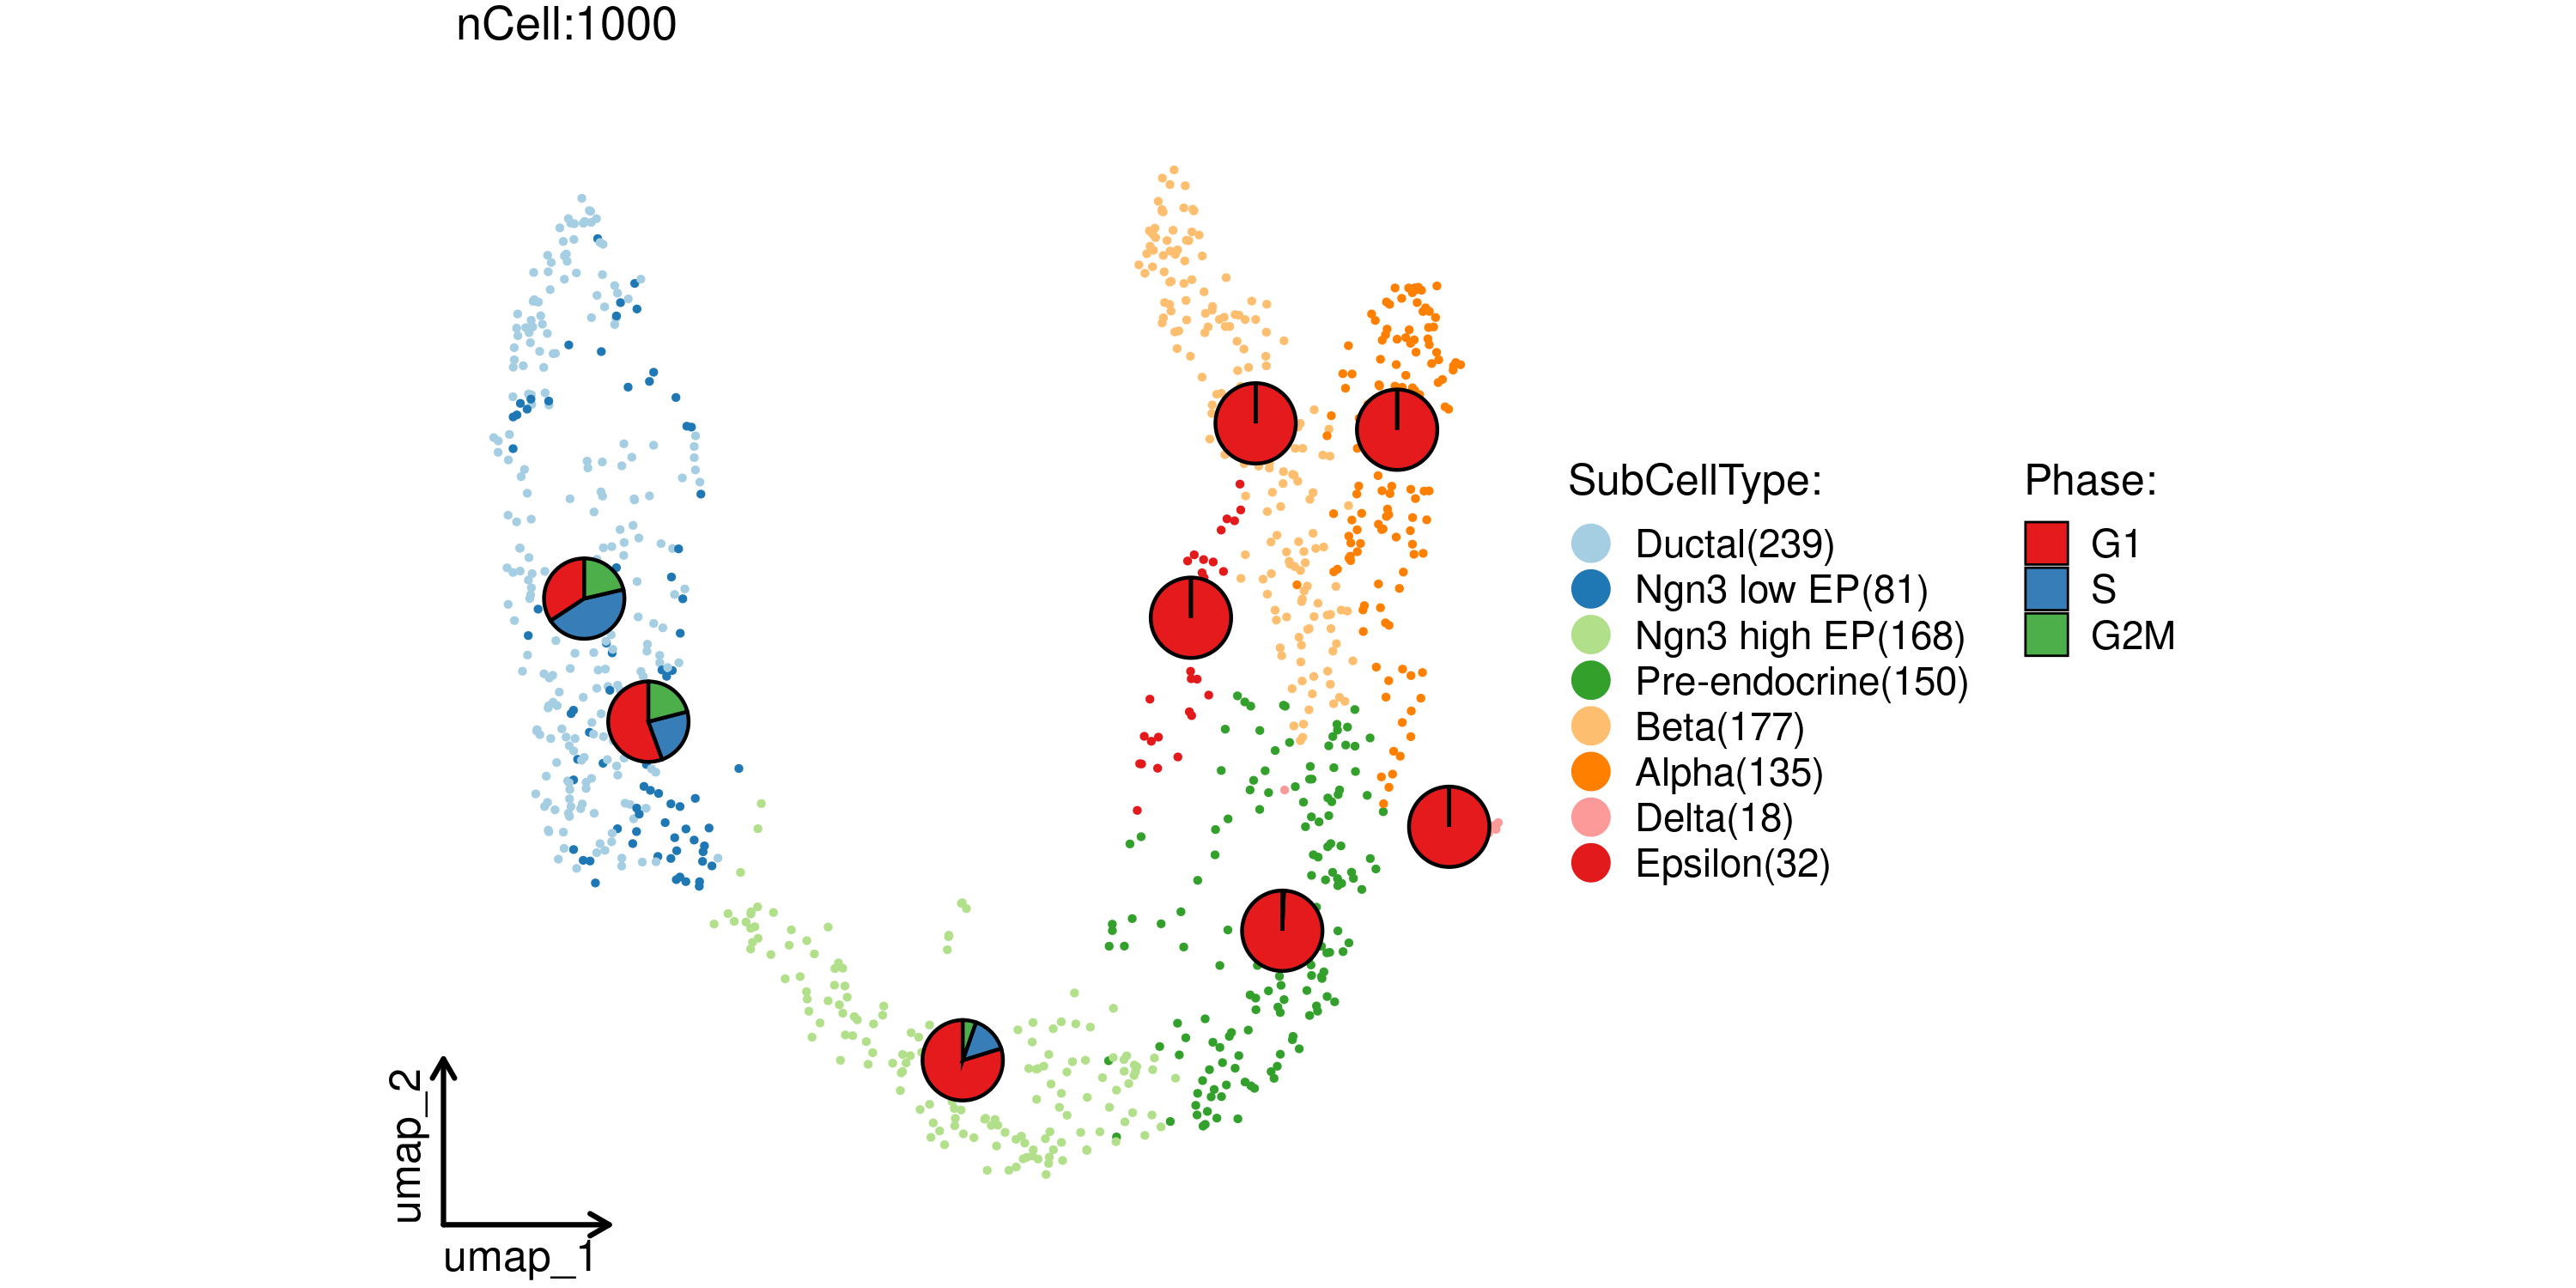 nCell:1000
SubCellType:
Ductal(239)
Ngn3 low EP(81)
Ngn3 high EP(168)
Pre-endocrine(150)
Beta(177)
Alpha(135)
Delta(18)
Epsilon(32)
Phase:
G1
S
G2M
umap_2
umap_1